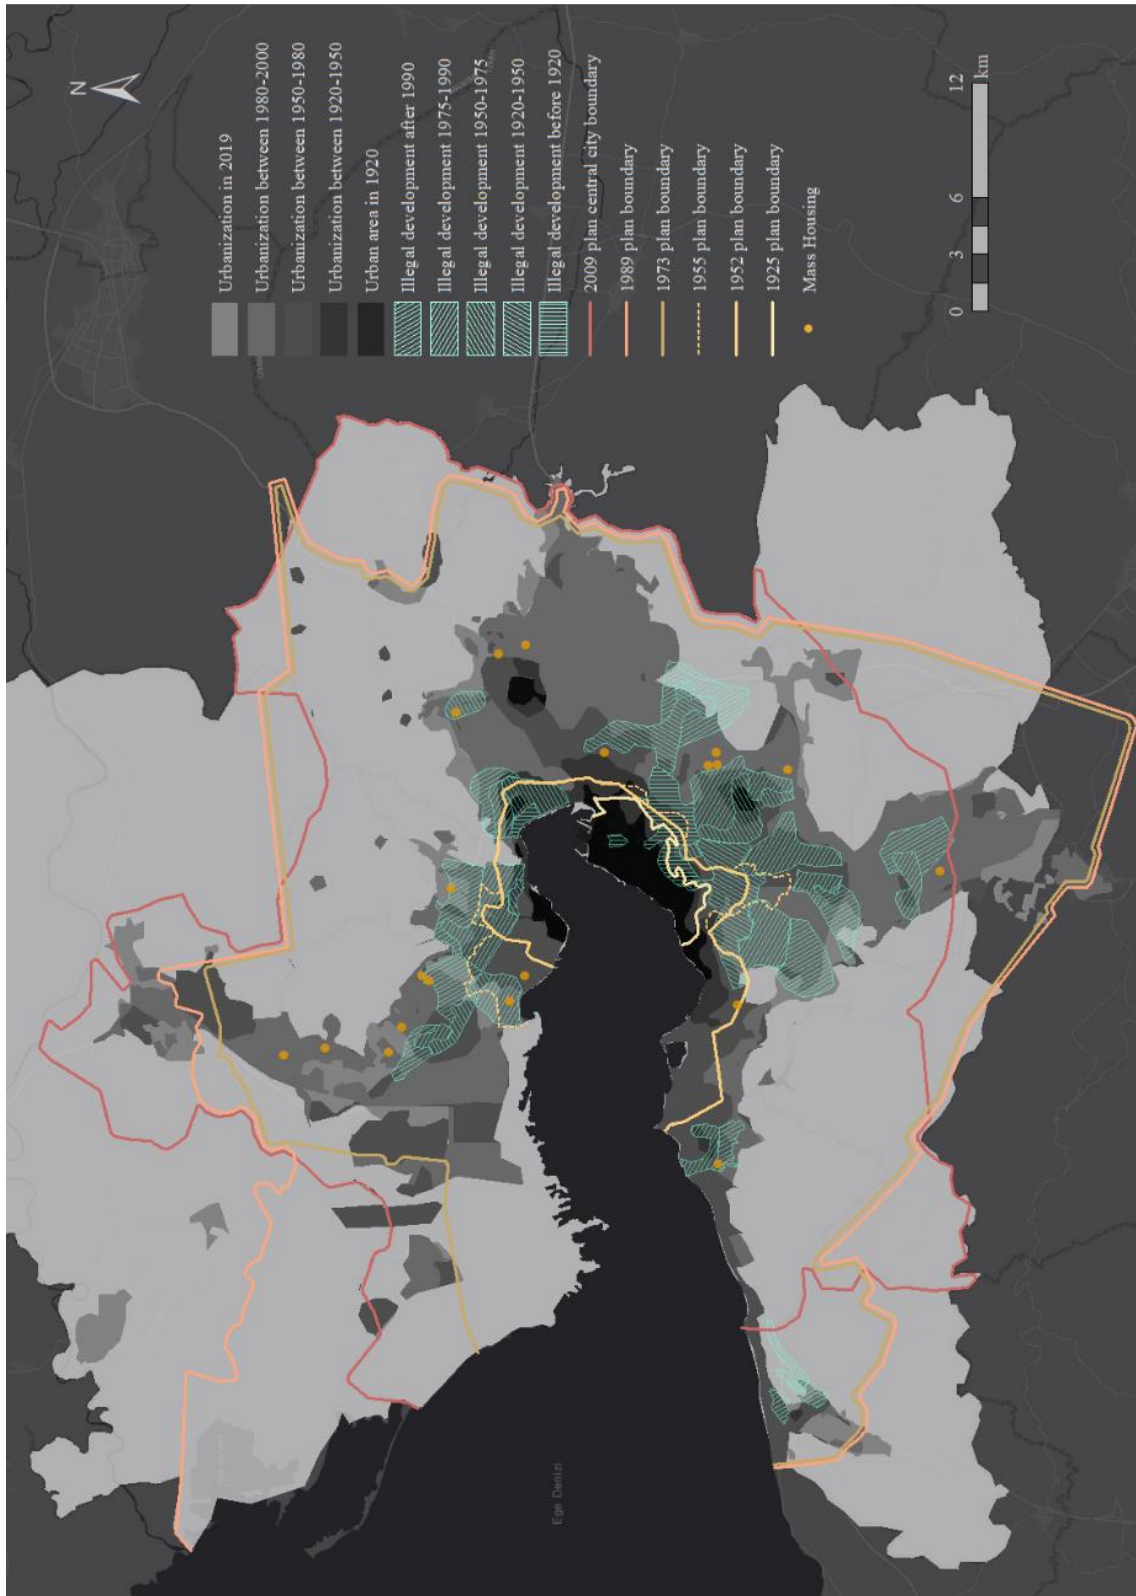 N
Urbanization in 2019
Urbanization between 1980-2000
Urbanization between 1950-1980
Urbanization between 1920-1950
Urban area in 1920
Illegal development after 1990
Illegal development 1975-1990
Illegal development 1950-1975
Illegal development 1920-1950
Illegal development before 1920
2009 plan central city boundary
1989 plan boundary
1973 plan boundary
1955 plan boundary
1952 plan boundary
1925 plan boundary
Mass Housing
0 3 6 12
km
Ege Denizi